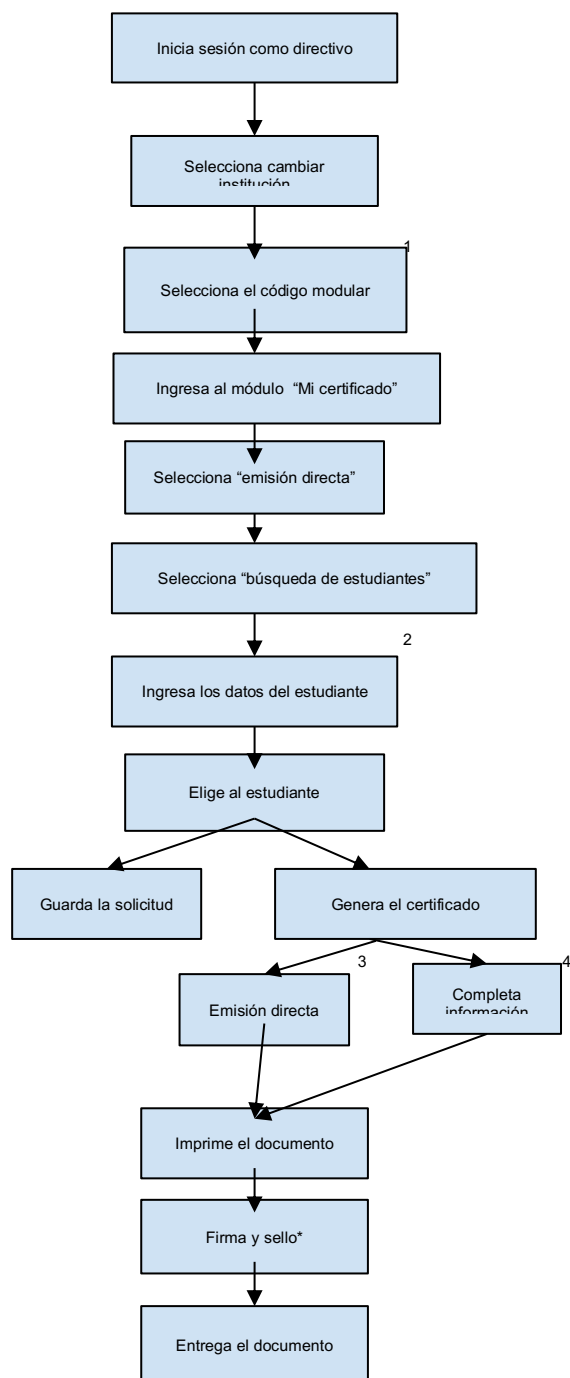 Inicia sesión como directivo
Selecciona cambiar
institución
1
Selecciona el código modular
Ingresa al módulo “Mi certificado”
Selecciona “emisión directa”
Selecciona “búsqueda de estudiantes”
2
Ingresa los datos del estudiante
Elige al estudiante
Guarda la solicitud
Genera el certificado
3
4
Emisión directa
Completa
información
Imprime el documento
Firma y sello*
Entrega el documento